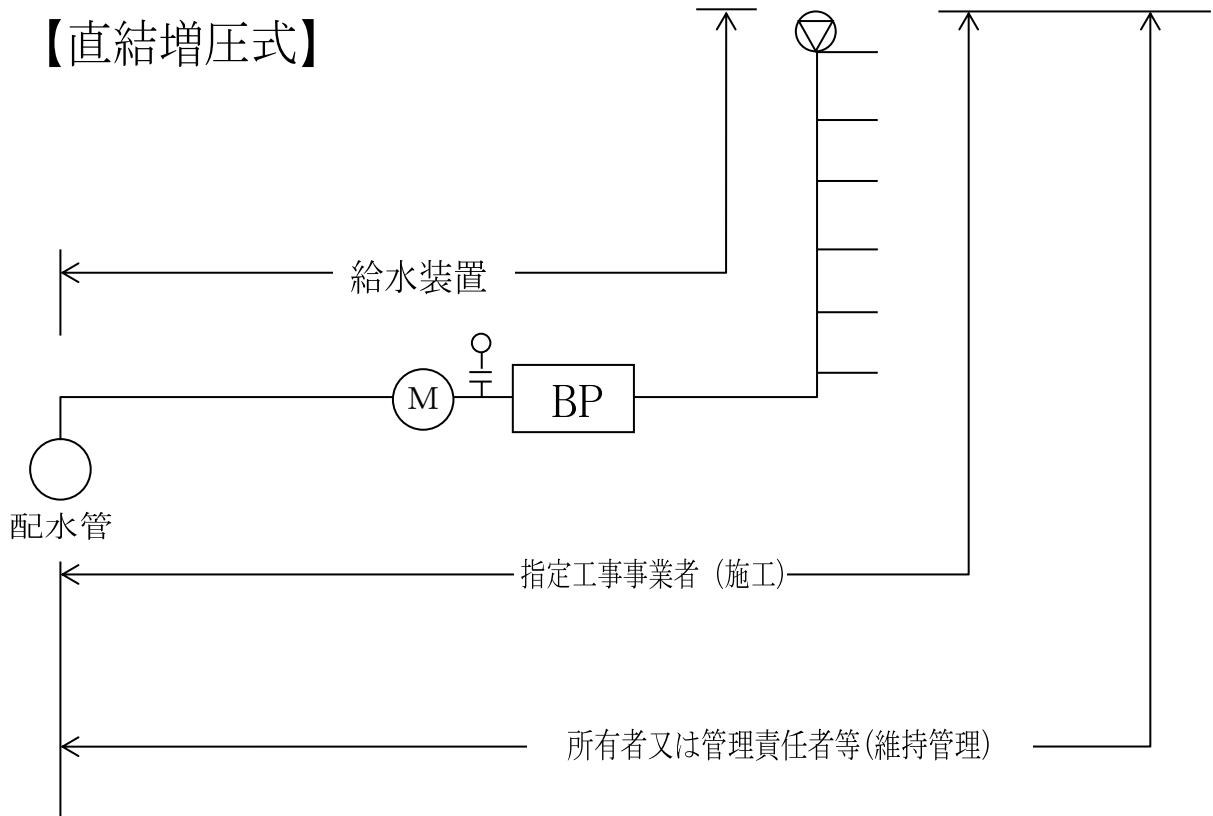 【直結増圧式】
給水装置
M
BP
配水管
指定工事事業者（施工）
所有者又は管理責任者等(維持管理)